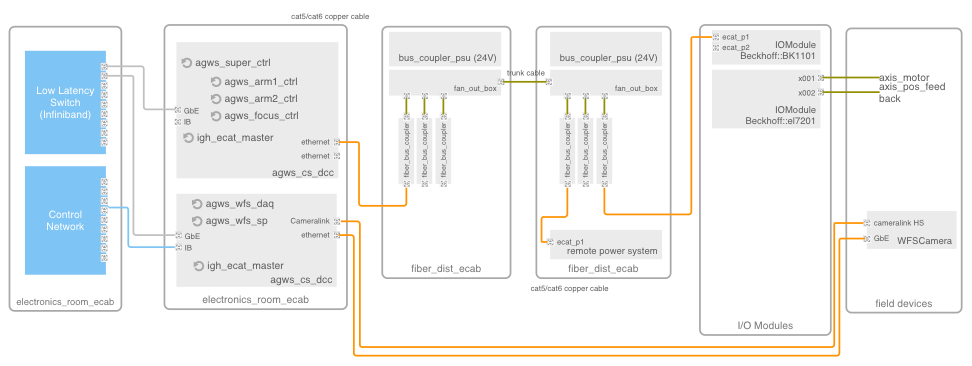 cat5/cat6 copper cable
Low Latency
Switch
(Infiniband)
Control
Network
electronics_room_ecab
agws_super_ctrl
agws_arm1_ctrl
agws_arm2_ctrl
agws_focus_ctrl
GbE
IB
igh_ecat_master
ethernet
ethernet
agws_cs_dcc
agws_wfs_daq
agws_wfs_sp
Cameralink
ethernet
GbE
IB
igh_ecat_master
agws_cs_dcc
electronics_room_ecab
bus_coupler_psu (24V)
fan_out_box
fiber_bus_coupler
fiber_bus_coupler
fiber_bus_coupler
fiber_dist_ecab
trunk cable
bus_coupler_psu (24V)
fan_out_box
fiber_bus_coupler
fiber_bus_coupler
fiber_bus_coupler
ecat_p1
remote power system
fiber_dist_ecab
cat5/cat6 copper cable
ecat_p1
ecat_p2
IOModule
Beckhoff::BK1101
x001
x002
IOModule
Beckhoff::el7201
I/O Modules
axis_motor
axis_pos_feed
back
cameralink HS
GbE
WFSCamera
field devices